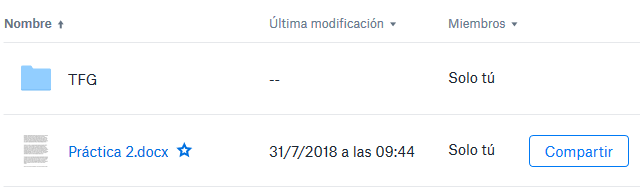 Nombre Última modificación Miembros
TFG -- Solo tú
Práctica 2.docx 31/7/2018 a las 09:44 Solo tú Compartir